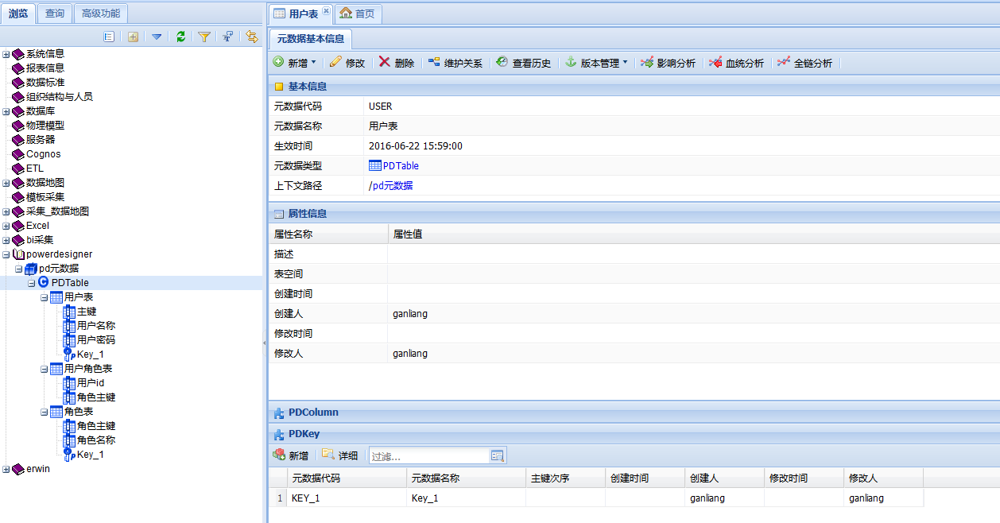 浏览 查询 高级功能
系统信息
报表信息
数据标准
组织结构与人员
数据库
物理模型
服务器
Cognos
ETL
数据地图
模板采集
采集_数据地图
Excel
bi采集
powerdesigner
pd元数据
PDTable
用户表
主键
用户名称
用户密码
Key_1
用户角色表
用户id
角色主键
角色表
角色主键
角色名称
Key_1
erwin
用户表 首页
元数据基本信息
新增 修改 删除 维护关系 查看历史 版本管理 影响分析 血统分析 全链分析
基本信息
元数据代码 USER
元数据名称 用户表
生效时间 2016-06-22 15:59:00
元数据类型 PDTable
上下文路径 /pd元数据
属性信息
属性名称 属性值
描述
表空间
创建时间
创建人 ganliang
修改时间
修改人 ganliang
PDColumn
PDKey
新增 详细 过滤...
元数据代码 元数据名称 主键次序 创建时间 创建人 修改时间 修改人
1 KEY_1 Key_1 ganliang ganliang